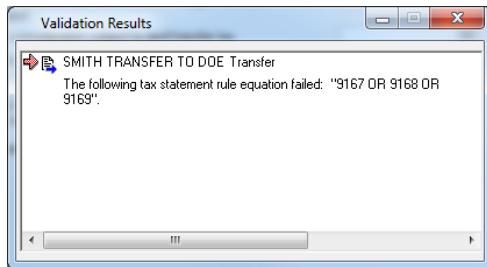 Validation Results
SMITH TRANSFER TO DOE Transfer
The following tax statement rule equation failed: "9167 OR 9168 OR
9169".